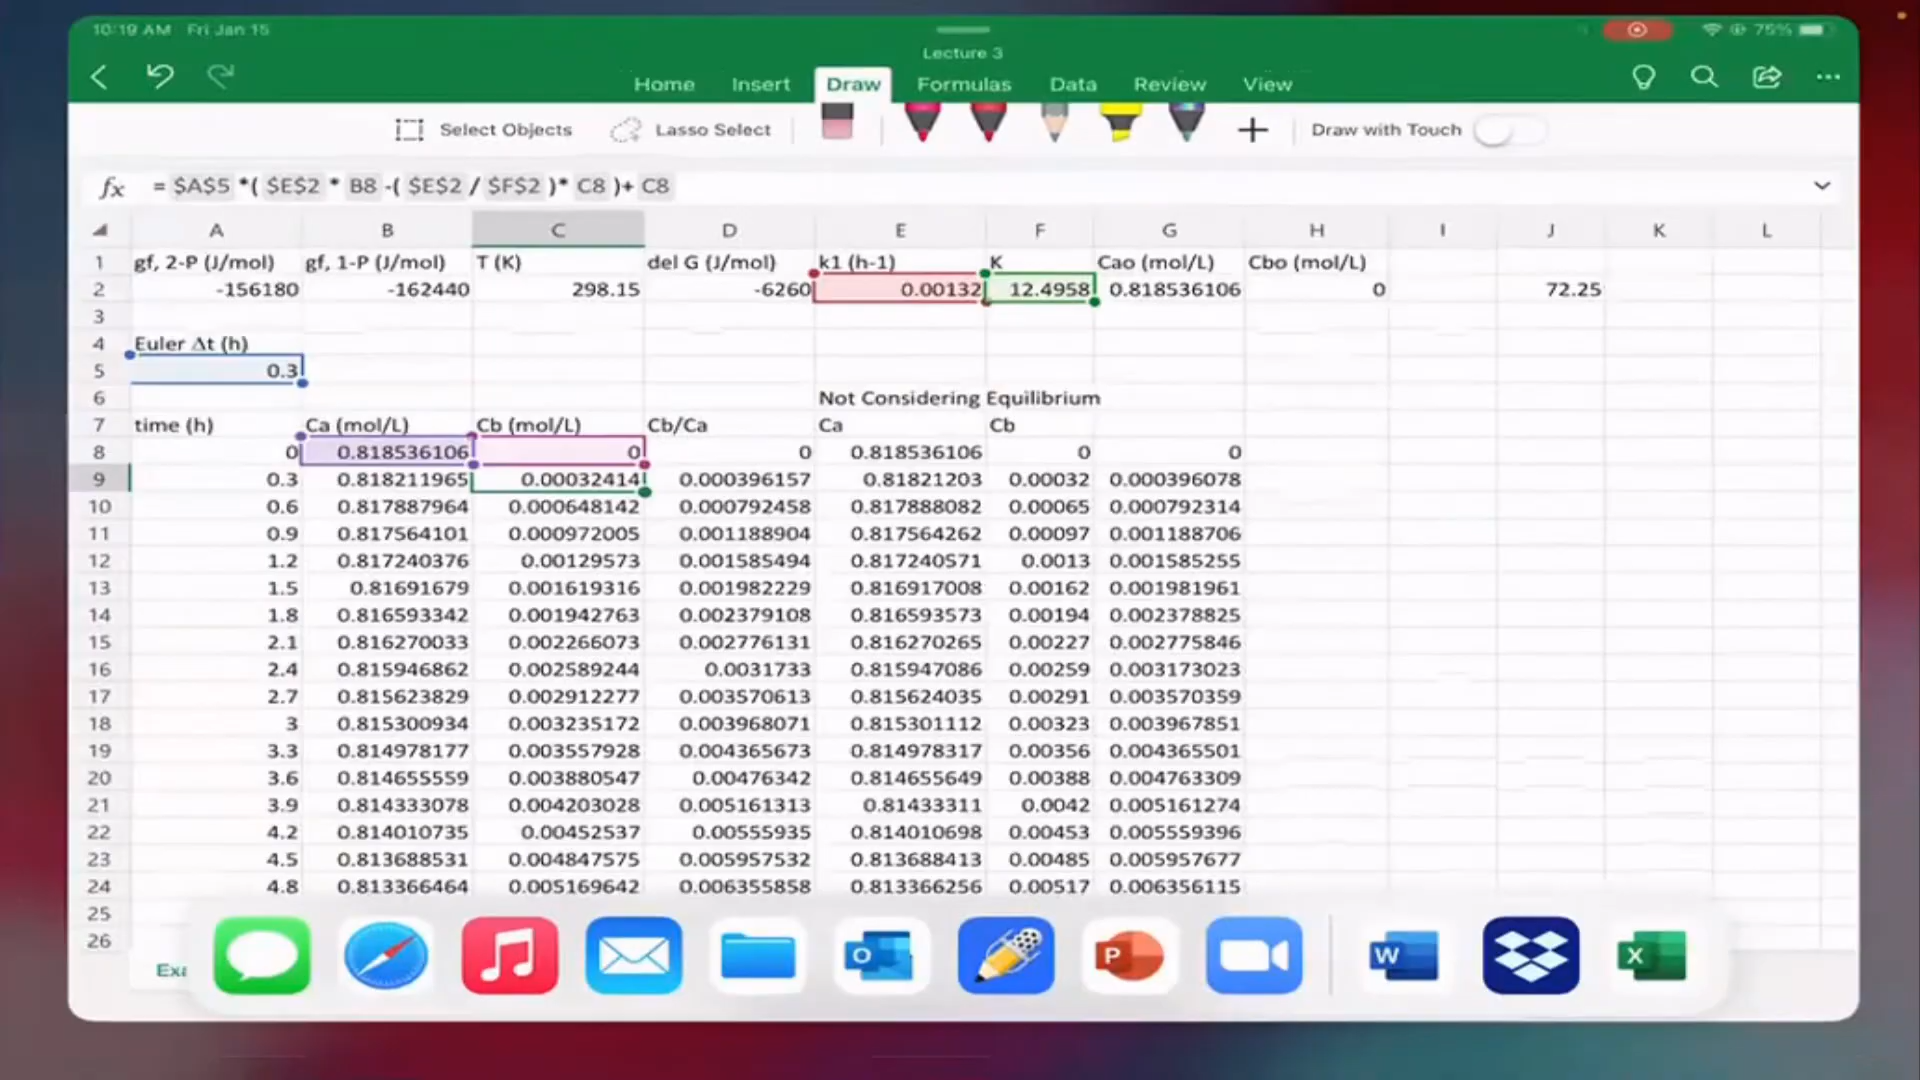 10:19 AM Fri Jan 15
75%
Lecture 3
Home Insert Draw Formulas Data Review View
Select Objects Lasso Select Draw with Touch
fx = $A$5 *( $E$2 * B8 -( $E$2 / $F$2 )* C8 )+ C8
A B C D E F G H I J K L
1 gf, 2-P (J/mol) gf, 1-P (J/mol) T (K) del G (J/mol) k1 (h-1) K Cao (mol/L) Cbo (mol/L)
2 -156180 -162440 298.15 -6260 0.00132 12.4958 0.818536106 0 72.25
3
4 Euler Δt (h)
5 0.3
6 Not Considering Equilibrium
7 time (h) Ca (mol/L) Cb (mol/L) Cb/Ca Ca Cb
8 0 0.818536106 0 0 0.818536106 0 0
9 0.3 0.818211965 0.00032414 0.000396157 0.81821203 0.00032 0.000396078
10 0.6 0.817887964 0.000648142 0.000792458 0.817888082 0.00065 0.000792314
11 0.9 0.817564101 0.000972005 0.001188904 0.817564262 0.00097 0.001188706
12 1.2 0.817240376 0.00129573 0.001585494 0.817240571 0.0013 0.001585255
13 1.5 0.81691679 0.001619316 0.001982229 0.816917008 0.00162 0.001981961
14 1.8 0.816593342 0.001942763 0.002379108 0.816593573 0.00194 0.002378825
15 2.1 0.816270033 0.002266073 0.002776131 0.816270265 0.00227 0.002775846
16 2.4 0.815946862 0.002589244 0.0031733 0.815947086 0.00259 0.003173023
17 2.7 0.815623829 0.002912277 0.003570613 0.815624035 0.00291 0.003570359
18 3 0.815300934 0.003235172 0.003968071 0.815301112 0.00323 0.003967851
19 3.3 0.814978177 0.003557928 0.004365673 0.814978317 0.00356 0.004365501
20 3.6 0.814655559 0.003880547 0.00476342 0.814655649 0.00388 0.004763309
21 3.9 0.814333078 0.004203028 0.005161313 0.81433311 0.0042 0.005161274
22 4.2 0.814010735 0.00452537 0.00555935 0.814010698 0.00453 0.005559396
23 4.5 0.813688531 0.004847575 0.005957532 0.813688413 0.00485 0.005957677
24 4.8 0.813366464 0.005169642 0.006355858 0.813366256 0.00517 0.006356115
25
26
Exa
O P W X